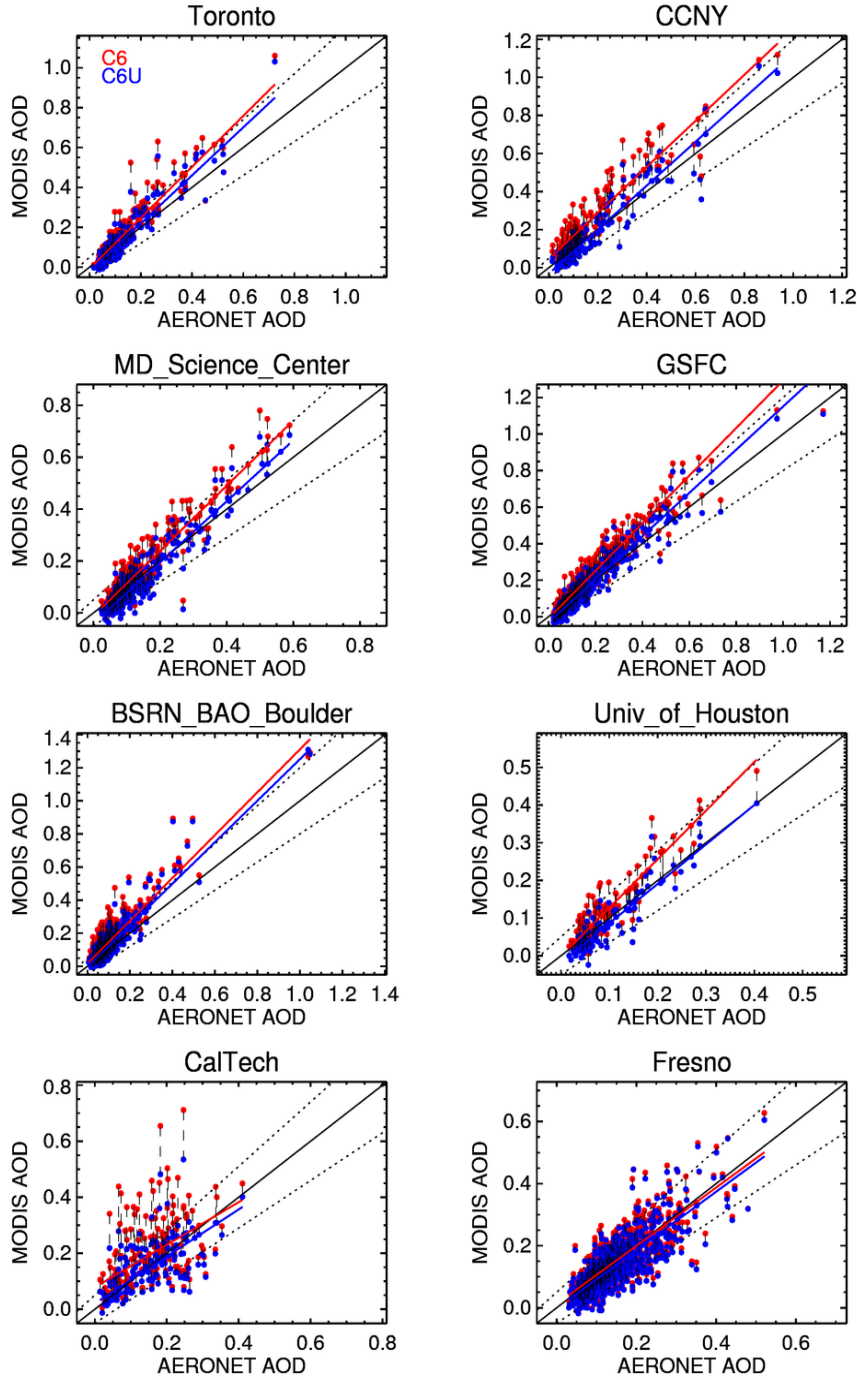 Toronto
CCNY
C6
C6U
MODIS AOD
1.0
0.8
0.6
0.4
0.2
0.0
0.0 0.2 0.4 0.6 0.8 1.0
AERONET AOD
MODIS AOD
1.2
1.0
0.8
0.6
0.4
0.2
0.0
0.0 0.2 0.4 0.6 0.8 1.0 1.2
AERONET AOD
MD_Science_Center
GSFC
MODIS AOD
0.8
0.6
0.4
0.2
0.0
0.0 0.2 0.4 0.6 0.8
AERONET AOD
MODIS AOD
1.2
1.0
0.8
0.6
0.4
0.2
0.0
0.0 0.2 0.4 0.6 0.8 1.0 1.2
AERONET AOD
BSRN_BAO_Boulder
Univ_of_Houston
MODIS AOD
1.4
1.2
1.0
0.8
0.6
0.4
0.2
0.0
0.0 0.2 0.4 0.6 0.8 1.0 1.2 1.4
AERONET AOD
MODIS AOD
0.5
0.4
0.3
0.2
0.1
0.0
0.0 0.1 0.2 0.3 0.4 0.5
AERONET AOD
CalTech
Fresno
MODIS AOD
0.8
0.6
0.4
0.2
0.0
0.0 0.2 0.4 0.6 0.8
AERONET AOD
MODIS AOD
0.6
0.4
0.2
0.0
0.0 0.2 0.4 0.6
AERONET AOD